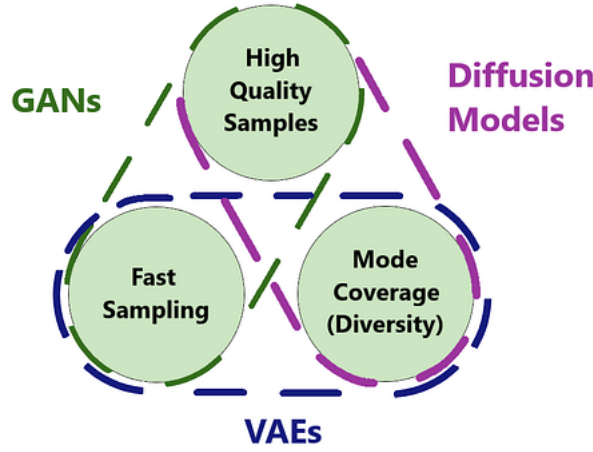 High
Quality
Samples
GANs
Diffusion
Models
Fast
Sampling
Mode
Coverage
(Diversity)
VAEs